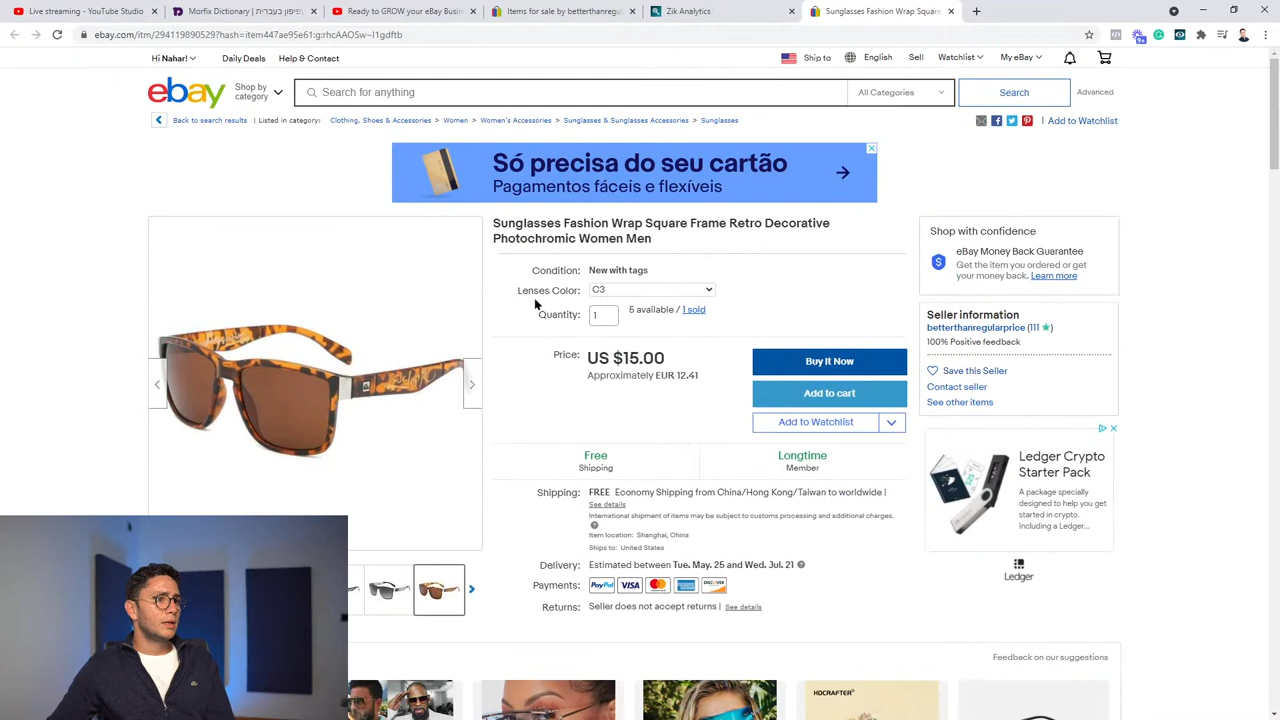 Live streaming - YouTube Studio
Ready to GROW your eBay Busine
Items for sale by betterthanregular
Zik Analytics
Sunglasses Fashion Wrap Square
ebay.com/itm/294119890529?hash=item447ae95e61:g:rhcAAOSw~I1gdftb
Hi Nahar!
Daily Deals
Help & Contact
Ship to
English
Sell
Watchlist
My eBay
ebay
Shop by
category
Search for anything
All Categories
Search
Advanced
Back to search results | Listed in category:
Clothing, Shoes & Accessories > Women > Women's Accessories > Sunglasses & Sunglasses Accessories > Sunglasses
| Add to Watchlist
Só precisa do seu cartão
Pagamentos fáceis e flexíveis
Sunglasses Fashion Wrap Square Frame Retro Decorative
Photochromic Women Men
Condition: New with tags
Lenses Color: C3
Quantity: 1 5 available / 1 sold
Price: US $15.00
Approximately EUR 12.41
Buy It Now
Add to cart
Add to Watchlist
Free
Shipping
Longtime
Member
Shipping: FREE Economy Shipping from China/Hong Kong/Taiwan to worldwide |
See details
International shipment of items may be subject to customs processing and additional charges.
Item location: Shanghai, China
Ships to: United States
Delivery: Estimated between Tue. May. 25 and Wed. Jul. 21
Payments: PayPal VISA
DISCOVER
Returns: Seller does not accept returns | See details
Shop with confidence
eBay Money Back Guarantee
Get the item you ordered or get
your money back. Learn more
Seller information
betterthanregularprice (111)
100% Positive feedback
Save this Seller
Contact seller
See other items
Ledger Crypto
Starter Pack
A package specially
designed to help you get
started in crypto.
Including a Ledger...
Ledger
Feedback on our suggestions
HDCRAFTER